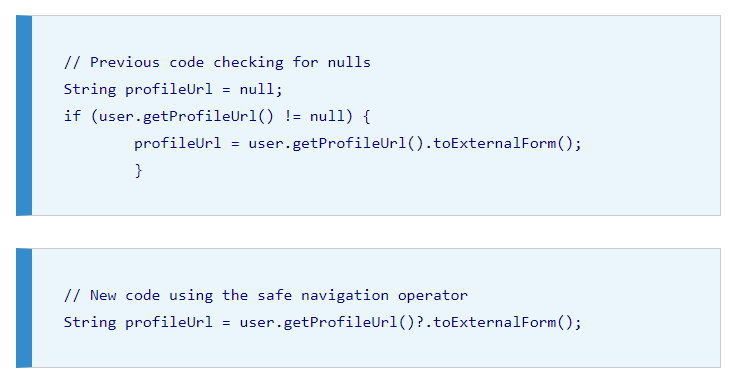 // Previous code checking for nulls
String profileUrl = null;
if (user.getProfileUrl() != null) {
        profileUrl = user.getProfileUrl().toExternalForm();
        }
// New code using the safe navigation operator
String profileUrl = user.getProfileUrl()?.toExternalForm();